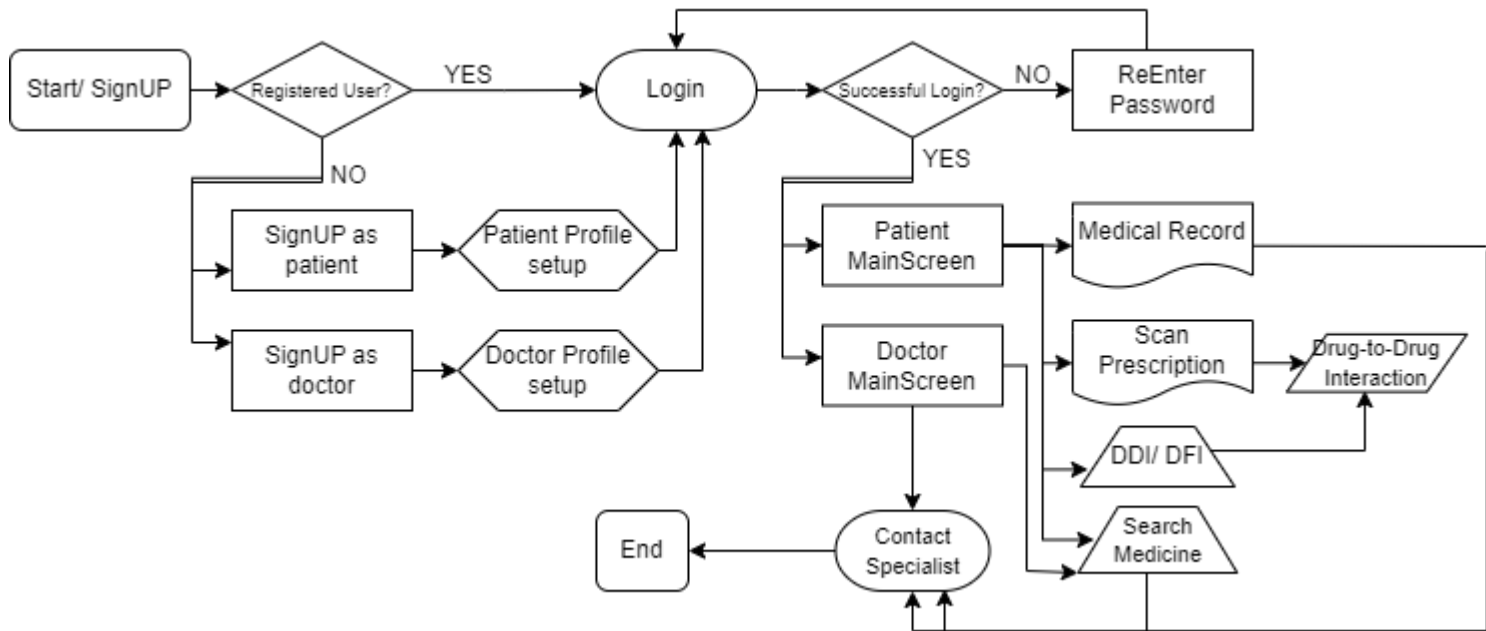 Start/ SignUP
Registered User?
YES
Login
Successful Login?
NO
ReEnter
Password
NO
YES
SignUP as
patient
Patient Profile
setup
Patient
MainScreen
Medical Record
SignUP as
doctor
Doctor Profile
setup
Doctor
MainScreen
Scan
Prescription
Drug-to-Drug
Interaction
DDI/ DFI
End
Contact
Specialist
Search
Medicine